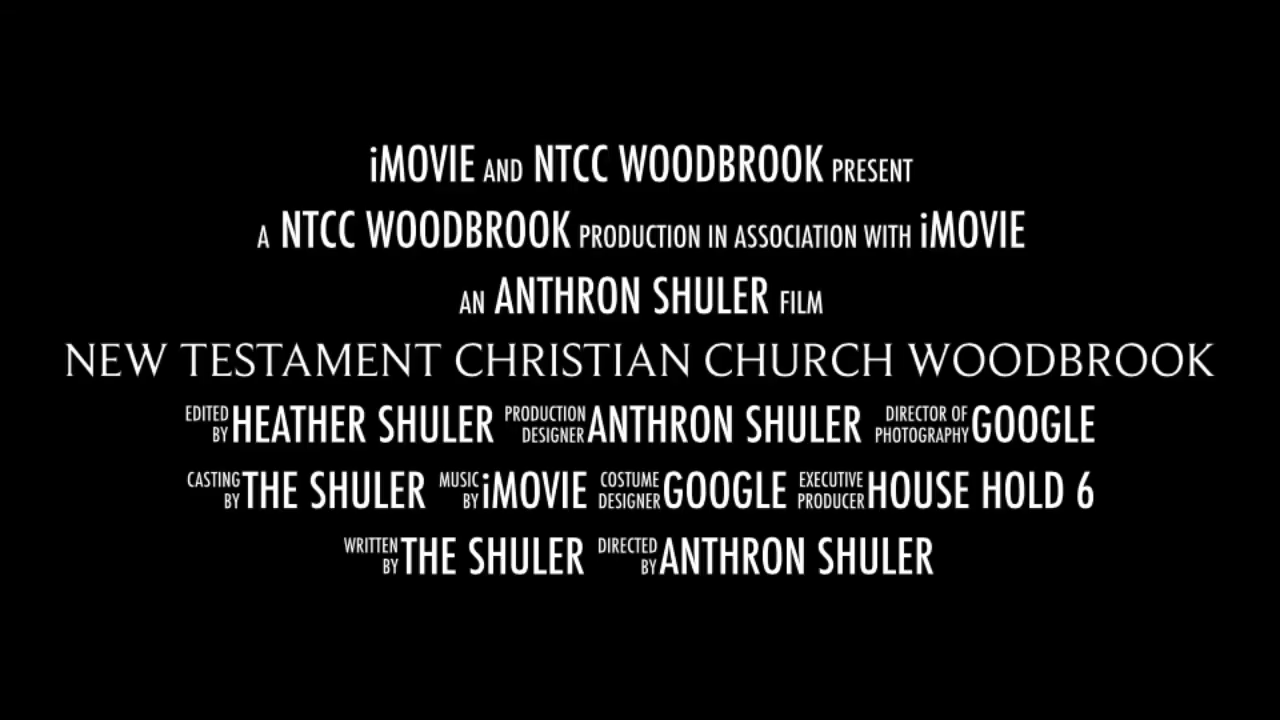 iMOVIE AND NTCC WOODBROOK PRESENT
A NTCC WOODBROOK PRODUCTION IN ASSOCIATION WITH iMOVIE
AN ANTHRON SHULER FILM
NEW TESTAMENT CHRISTIAN CHURCH WOODBROOK
EDITED BY HEATHER SHULER PRODUCTION DESIGNER ANTHRON SHULER DIRECTOR OF PHOTOGRAPHY GOOGLE
CASTING BY THE SHULER MUSIC BY iMOVIE COSTUME DESIGNER GOOGLE EXECUTIVE PRODUCER HOUSE HOLD 6
WRITTEN BY THE SHULER DIRECTED BY ANTHRON SHULER